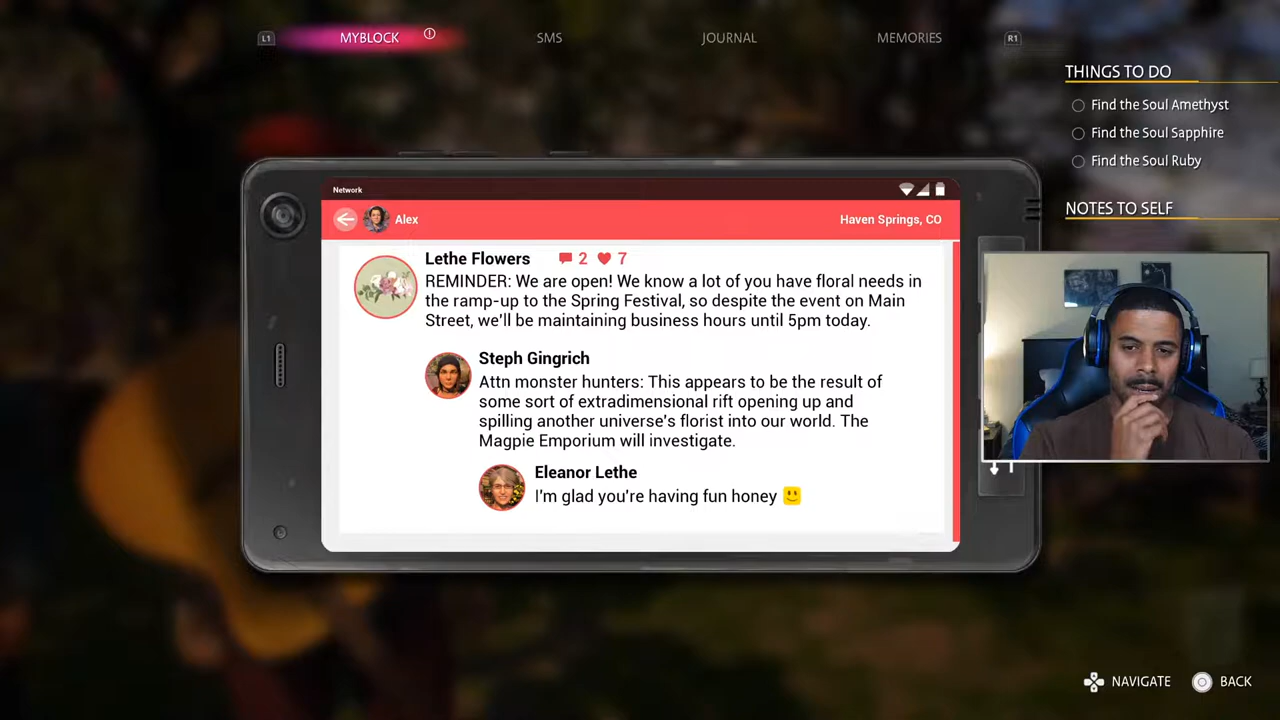 L1
MYBLOCK
SMS
JOURNAL
MEMORIES
R1
THINGS TO DO
Find the Soul Amethyst
Find the Soul Sapphire
Find the Soul Ruby
NOTES TO SELF
Network
Alex
Haven Springs, CO
Lethe Flowers 2 7
REMINDER: We are open! We know a lot of you have floral needs in
the ramp-up to the Spring Festival, so despite the event on Main
Street, we'll be maintaining business hours until 5pm today.
Steph Gingrich
Attn monster hunters: This appears to be the result of
some sort of extradimensional rift opening up and
spilling another universe's florist into our world. The
Magpie Emporium will investigate.
Eleanor Lethe
I'm glad you're having fun honey
NAVIGATE
BACK